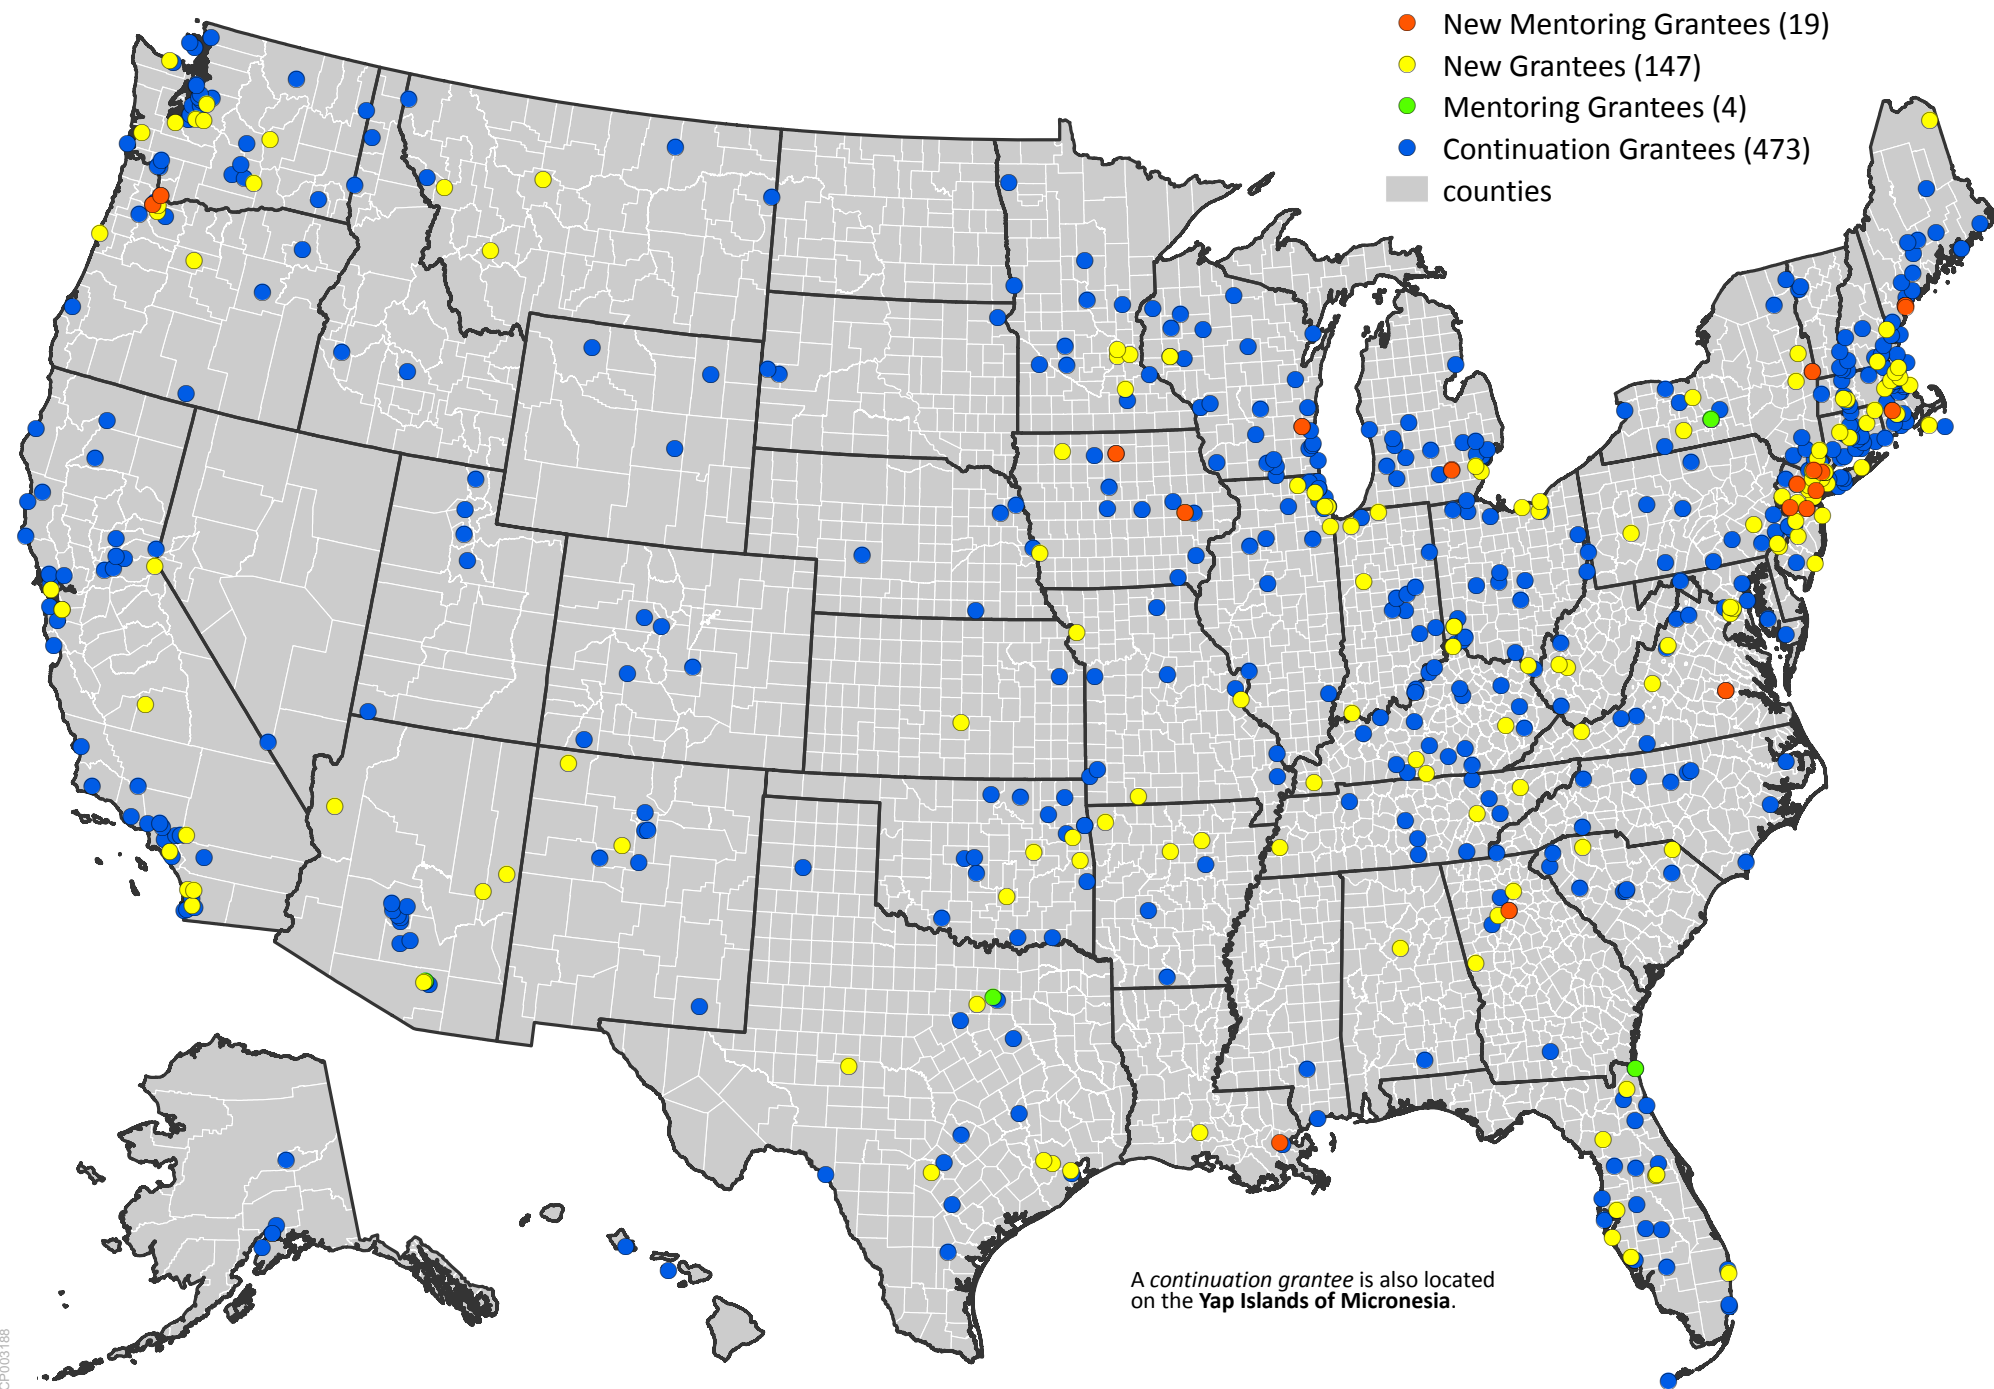 New Mentoring Grantees (19)
New Grantees (147)
Mentoring Grantees (4)
Continuation Grantees (473)
counties
A continuation grantee is also located
on the Yap Islands of Micronesia.
CP003188